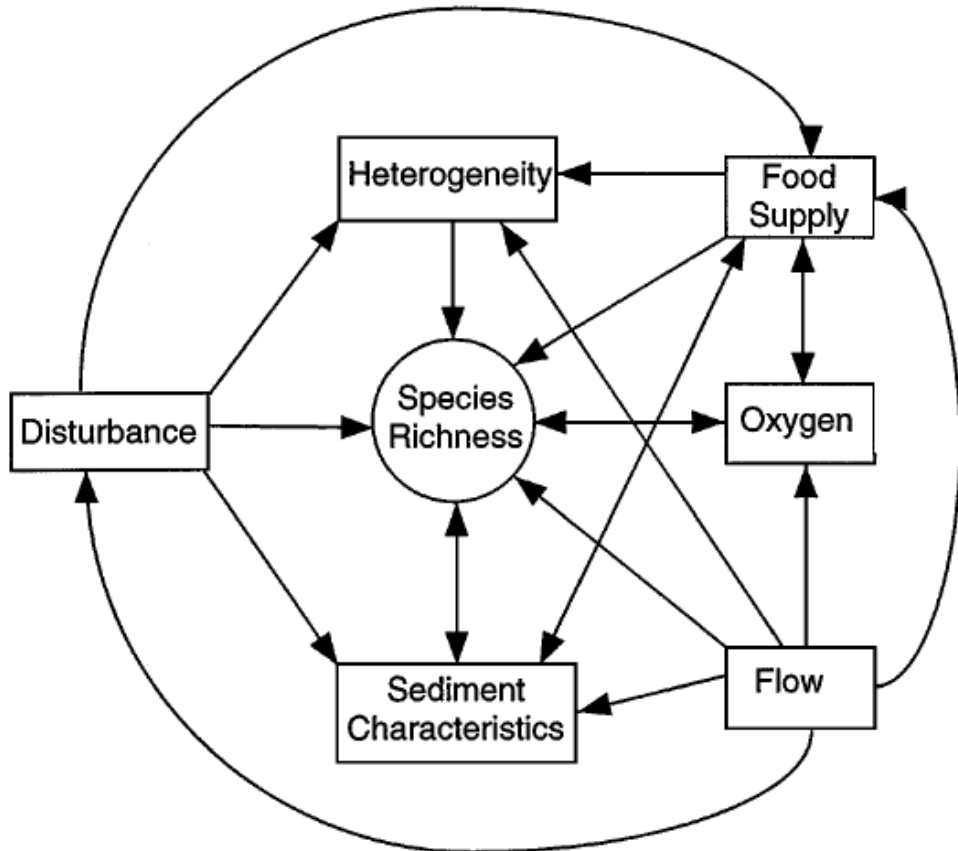 Heterogeneity
Food
Supply
Species
Richness
Disturbance
Oxygen
Sediment
Characteristics
Flow